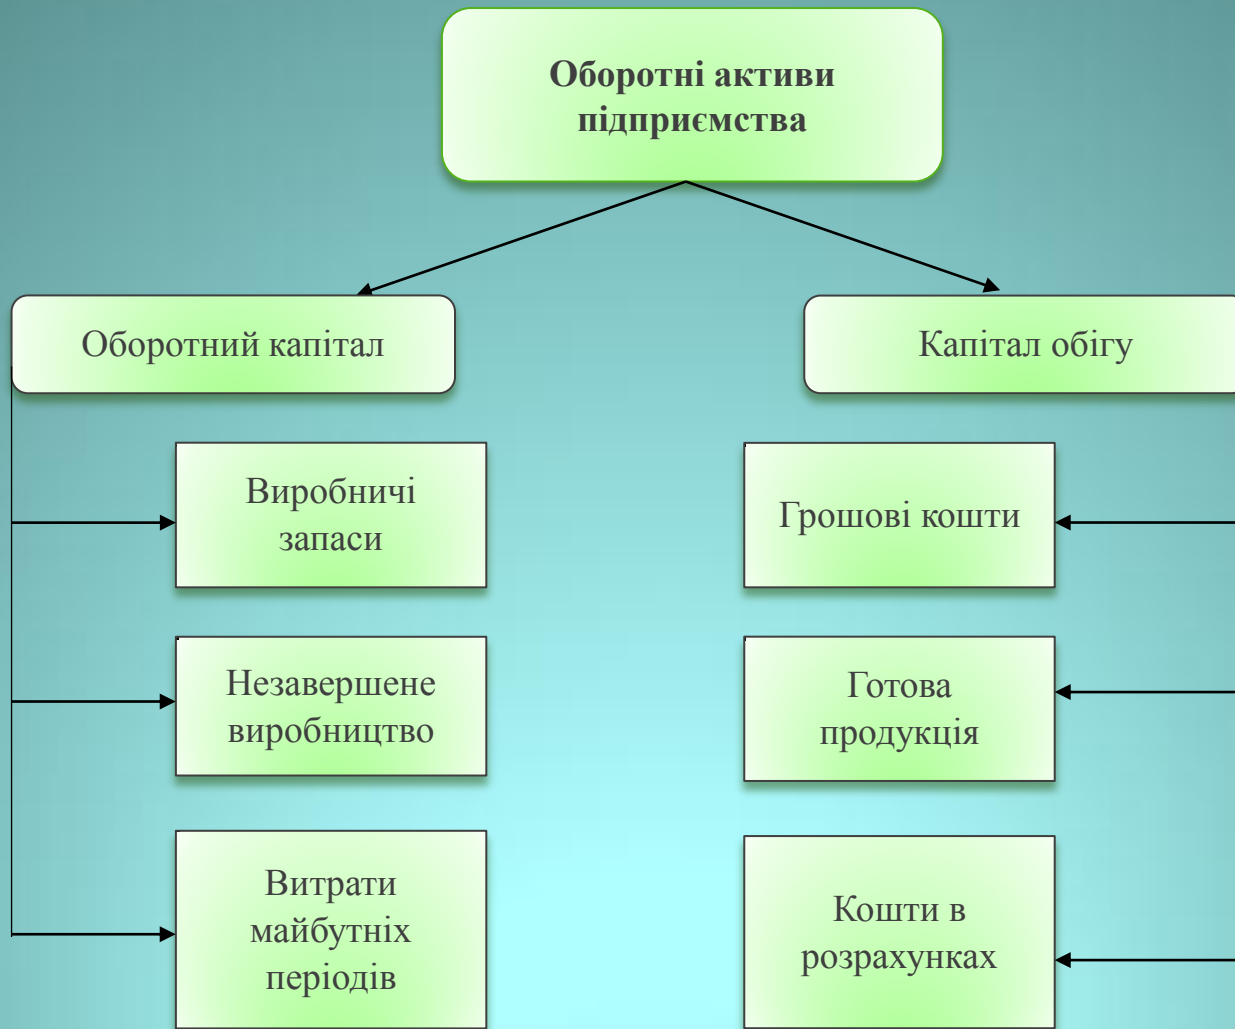 Оборотні активи
підприємства
Оборотний капітал
Капітал обігу
Виробничі
запаси
Грошові кошти
Незавершене
виробництво
Готова
продукція
Витрати
майбутніх
періодів
Кошти в
розрахунках